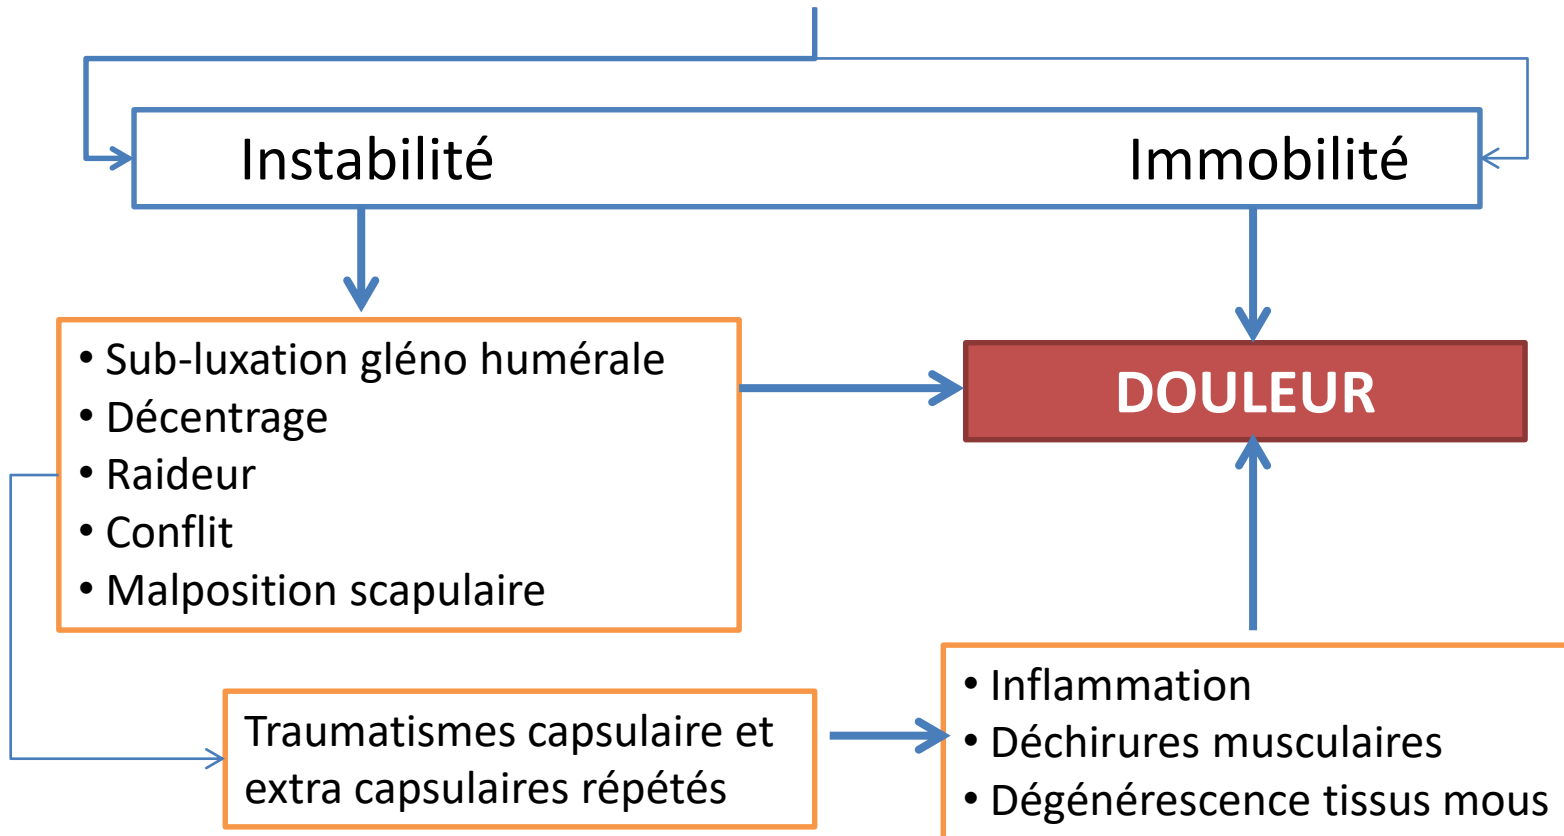 Instabilité
Immobilité
• Sub-luxation gléno humérale
• Décentrage
• Raideur
• Conflit
• Malposition scapulaire
DOULEUR
Traumatismes capsulaire et
extra capsulaires répétés
• Inflammation
• Déchirures musculaires
• Dégénérescence tissus mous